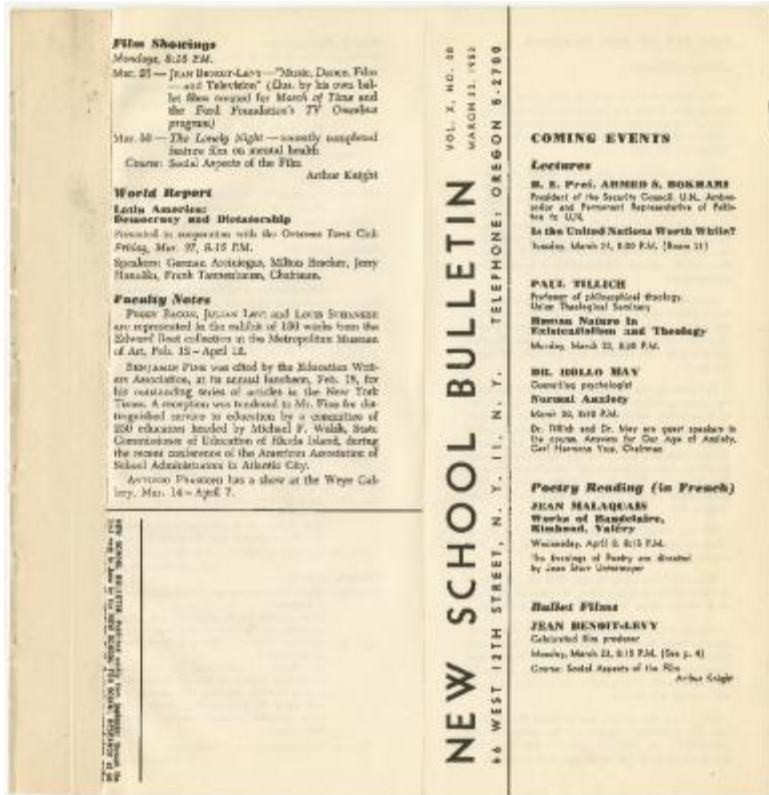 Film Showings
Mondays, 8:15 P.M.
Mar. 23 — JEAN BENOIT-LEVY — "Music, Dance, Film
— and Television" (illus. by his own bal-
let films created for March of Time and
the Ford Foundation's TV Omnibus
program)
Mar. 30 — The Lonely Night — recently completed
feature film on mental health
Course: Social Aspects of the Film
Arthur Knight
World Report
Latin America:
Democracy and Dictatorship
Presented in cooperation with the Overseas Press Club
Friday, Mar. 27, 8:15 P.M.
Speakers: German Arciniegas, Milton Bracker, Jerry
Hanalka, Frank Tannenbaum, Chairman.
Faculty Notes
PEGGY BACON, JULIAN LEVI and LOUIS SCHANKER
are represented in the exhibit of 150 works from the
Edward Root collection at the Metropolitan Museum
of Art, Feb. 12 – April 12.
BENJAMIN FINE was cited by the Education Writ-
ers Association, at its annual luncheon, Feb. 19, for
his outstanding series of articles in the New York
Times. A reception was tendered to Mr. Fine for dis-
tinguished service to education by a committee of
250 educators headed by Michael F. Walsh, State
Commissioner of Education of Rhode Island, during
the recent conference of the American Association of
School Administrators in Atlantic City.
ANTONIO FRASCONI has a show at the Weyhe Gal-
lery, Mar. 14 – April 7.
NEW SCHOOL BULLETIN
NEW SCHOOL BULLETIN
VOL. X, NO.
MARCH 23, 1953
66 WEST 12TH STREET, N. Y. 11, N. Y. TELEPHONE: OREGON 5-2700
COMING EVENTS
Lectures
H. E. Prof. AHMED S. BOKHARI
President of the Security Council, U.N., Ambas-
sador and Permanent Representative of Pakis-
tan to U.N.
Is the United Nations Worth While?
Tuesday, March 24, 8:30 P.M. (Room 21)
PAUL TILLICH
Professor of philosophical theology,
Union Theological Seminary
Human Nature in
Existentialism and Theology
Monday, March 23, 8:30 P.M.
DR. ROLLO MAY
Consulting psychologist
Normal Anxiety
March 30, 8:30 P.M.
Dr. Tillich and Dr. May are guest speakers in
the course, Answers for Our Age of Anxiety,
Carl Hermann Voss, Chairman
Poetry Reading (in French)
JEAN MALAQUAIS
Works of Baudelaire,
Rimbaud, Valéry
Wednesday, April 8, 8:15 P.M.
The Evenings of Poetry are directed
by Jean Starr Untermeyer
Ballet Films
JEAN BENOIT-LEVY
Celebrated film producer
Monday, March 23, 8:15 P.M. (See p. 4)
Course: Social Aspects of the Film
Arthur Knight